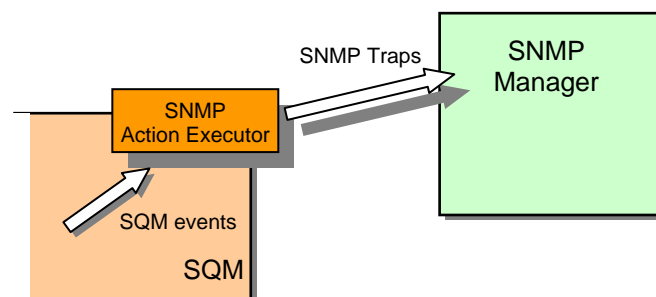 SNMP Traps
SNMP
Manager
SNMP
Action Executor
SQM events
SQM